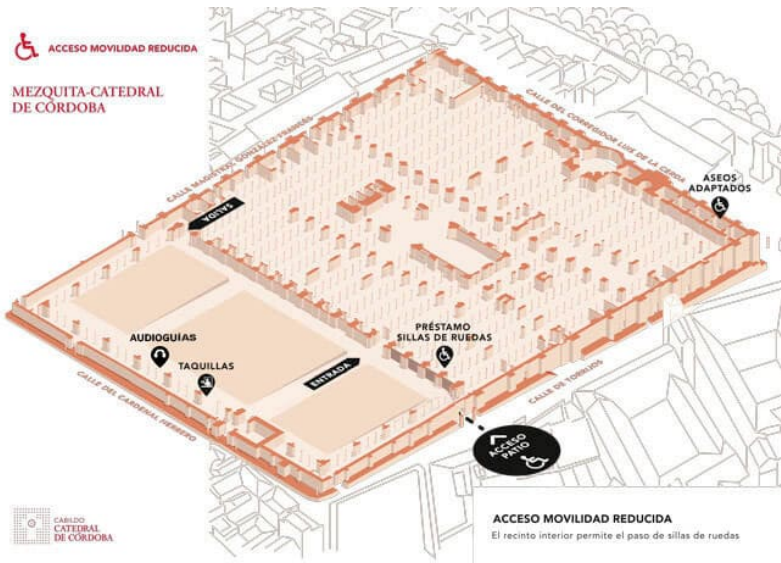 ACCESO MOVILIDAD REDUCIDA
MEZQUITA-CATEDRAL
DE CÓRDOBA
CALLE MAGISTRAL GONZÁLEZ FRANCÉS
CALLE DEL CORREGIDOR LUIS DE LA CERDA
ASEOS
ADAPTADOS
SALIDA
PRÉSTAMO
SILLAS DE RUEDAS
AUDIOGUÍAS
TAQUILLAS
ENTRADA
CALLE DE TORRIJOS
CALLE DEL CARDENAL HERRERO
ACCESO
PATIO
CABILDO
CATEDRAL
DE CÓRDOBA
ACCESO MOVILIDAD REDUCIDA
El recinto interior permite el paso de sillas de ruedas